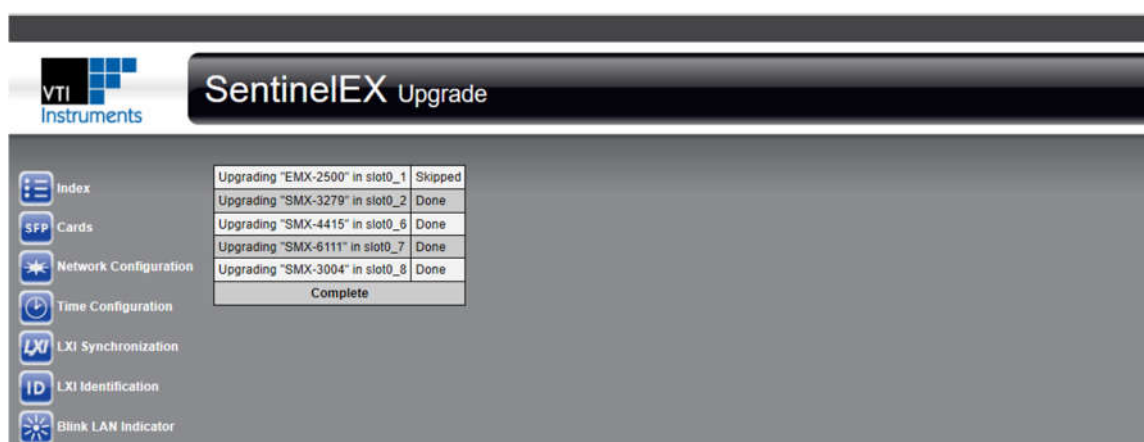 VTI
Instruments
SentinelEX Upgrade
Index
SFP Cards
Network Configuration
Time Configuration
LXI LXI Synchronization
ID LXI Identification
Blink LAN Indicator
Upgrading "EMX-2500" in slot0_1 Skipped
Upgrading "SMX-3279" in slot0_2 Done
Upgrading "SMX-4415" in slot0_6 Done
Upgrading "SMX-6111" in slot0_7 Done
Upgrading "SMX-3004" in slot0_8 Done
Complete